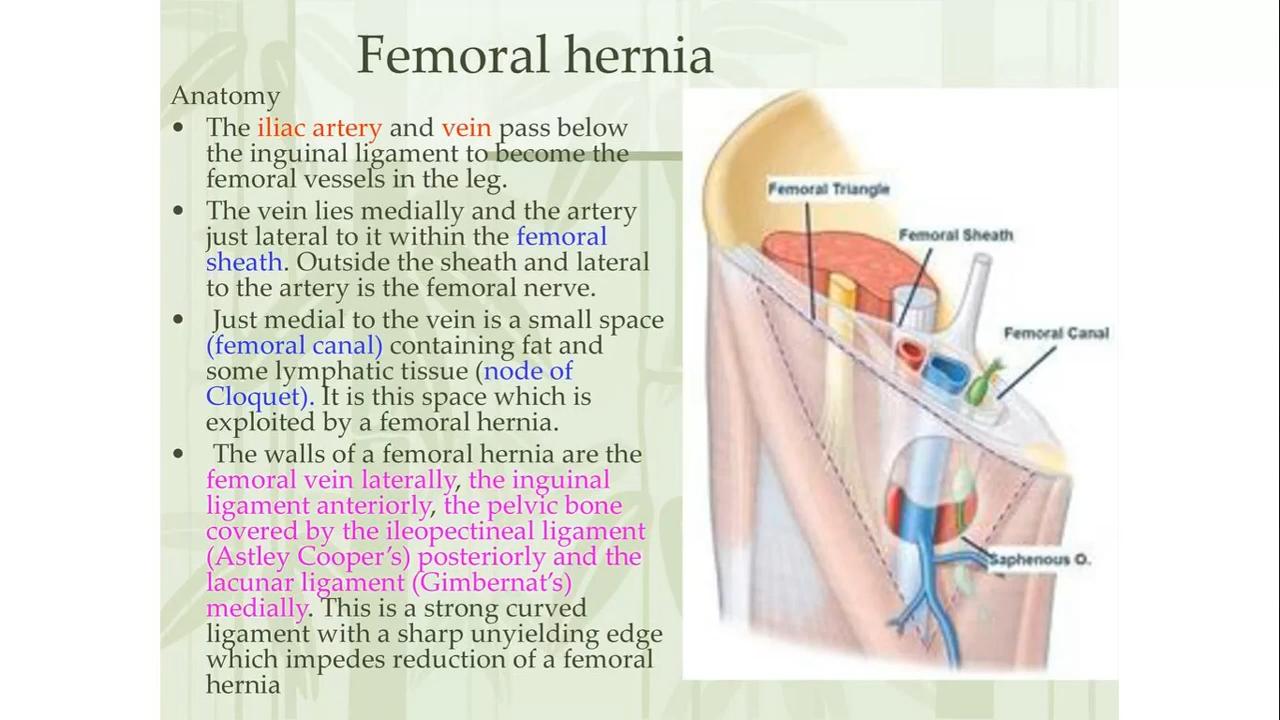 Femoral hernia
Anatomy
• The iliac artery and vein pass below
the inguinal ligament to become the
femoral vessels in the leg.
• The vein lies medially and the artery
just lateral to it within the femoral
sheath. Outside the sheath and lateral
to the artery is the femoral nerve.
• Just medial to the vein is a small space
(femoral canal) containing fat and
some lymphatic tissue (node of
Cloquet). It is this space which is
exploited by a femoral hernia.
• The walls of a femoral hernia are the
femoral vein laterally, the inguinal
ligament anteriorly, the pelvic bone
covered by the ileopectineal ligament
(Astley Cooper’s) posteriorly and the
lacunar ligament (Gimbernat’s)
medially. This is a strong curved
ligament with a sharp unyielding edge
which impedes reduction of a femoral
hernia
Femoral Triangle
Femoral Sheath
Femoral Canal
Saphenous O.